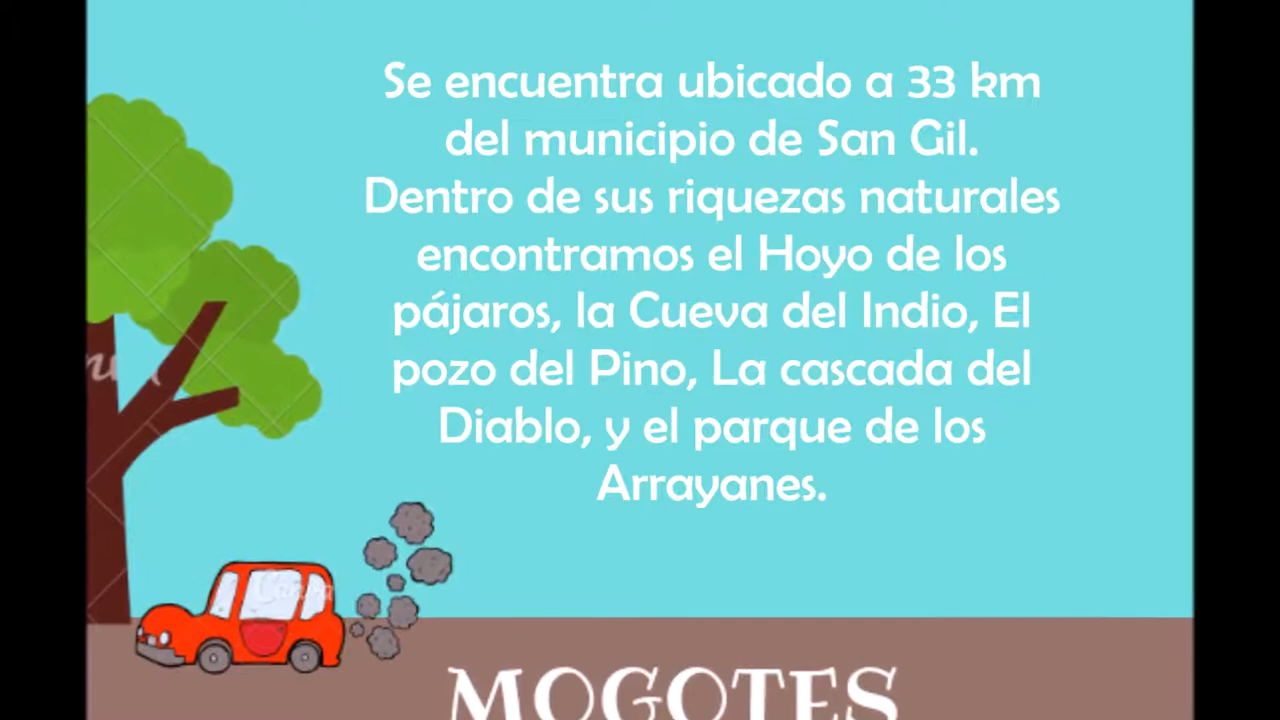 Se encuentra ubicado a 33 km
del municipio de San Gil.
Dentro de sus riquezas naturales
encontramos el Hoyo de los
pájaros, la Cueva del Indio, El
pozo del Pino, La cascada del
Diablo, y el parque de los
Arrayanes.
MOGOTES